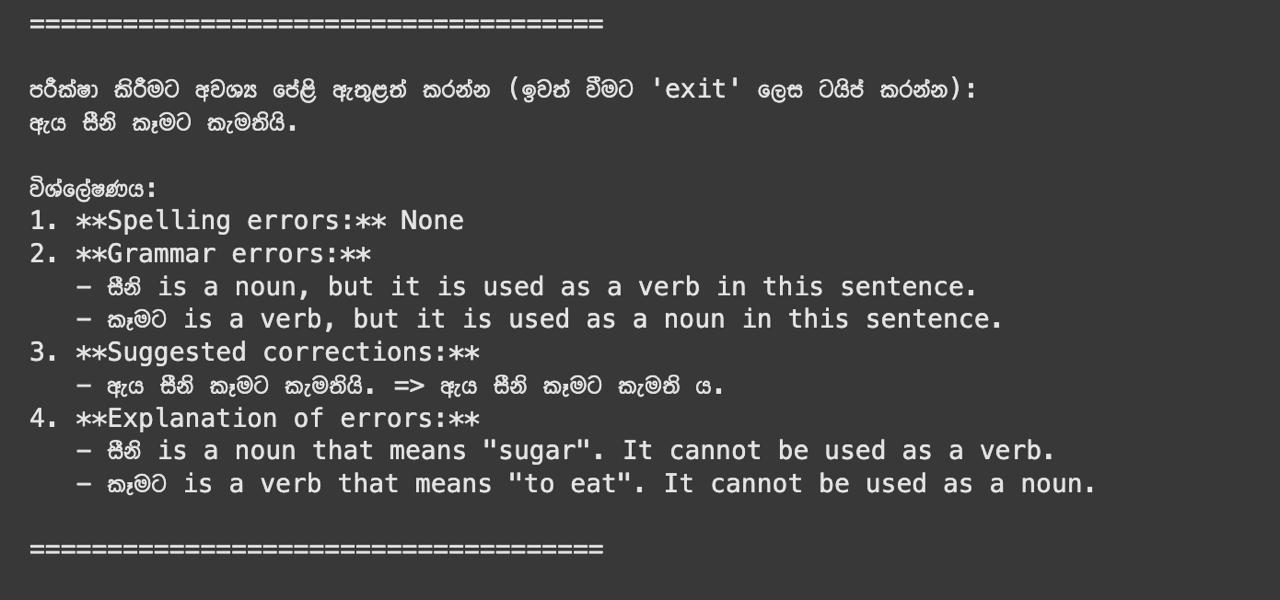 =====================================
පරීක්ෂා කිරීමට අවශ්‍ය පේළි ඇතුළත් කරන්න (ඉවත් වීමට 'exit' ලෙස ටයිප් කරන්න):
ඇය සීනි කෑමට කැමතියි.
විශ්ලේෂණය:
1. **Spelling errors:** None
2. **Grammar errors:**
   - සීනි is a noun, but it is used as a verb in this sentence.
   - කෑමට is a verb, but it is used as a noun in this sentence.
3. **Suggested corrections:**
   - ඇය සීනි කෑමට කැමතියි. => ඇය සීනි කෑමට කැමති ය.
4. **Explanation of errors:**
   - සීනි is a noun that means "sugar". It cannot be used as a verb.
   - කෑමට is a verb that means "to eat". It cannot be used as a noun.
=====================================